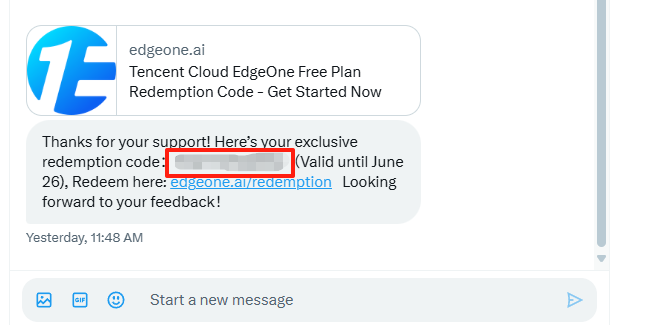 edgeone.ai
Tencent Cloud EdgeOne Free Plan
Redemption Code - Get Started Now
Thanks for your support! Here's your exclusive
redemption code: (Valid until June
26), Redeem here: edgeone.ai/redemption Looking
forward to your feedback!
Yesterday, 11:48 AM
GIF
Start a new message